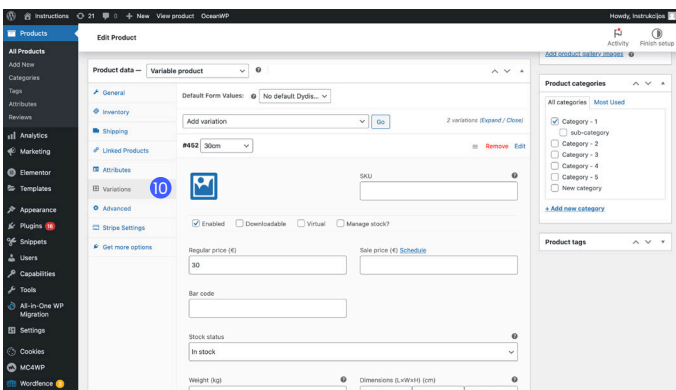 Instructions 21 0 New View product OceanWP Howdy, Instrukcijos
Products
Edit Product
Activity Finish setup
All Products
Add New
Categories
Tags
Attributes
Reviews
Analytics
Marketing
Elementor
Templates
Appearance
Plugins 18
Snippets
Users
Capabilities
Tools
All-in-One WP
Migration
Settings
Cookies
MC4WP
Wordfence
Product data — Variable product
General
Inventory
Shipping
Linked Products
Attributes
Variations 10
Advanced
Stripe Settings
Get more options
Default Form Values: No default Dydis...
Add variation Go 2 variations (Expand / Close)
#452 30cm Remove Edit
SKU
Enabled Downloadable Virtual Manage stock?
Regular price (€) Sale price (€) Schedule
30
Bar code
Stock status
In stock
Weight (kg) Dimensions (L×W×H) (cm)
Add product gallery images
Product categories
All categories Most Used
Category - 1
sub-category
Category - 2
Category - 3
Category - 4
Category - 5
New category
+ Add new category
Product tags